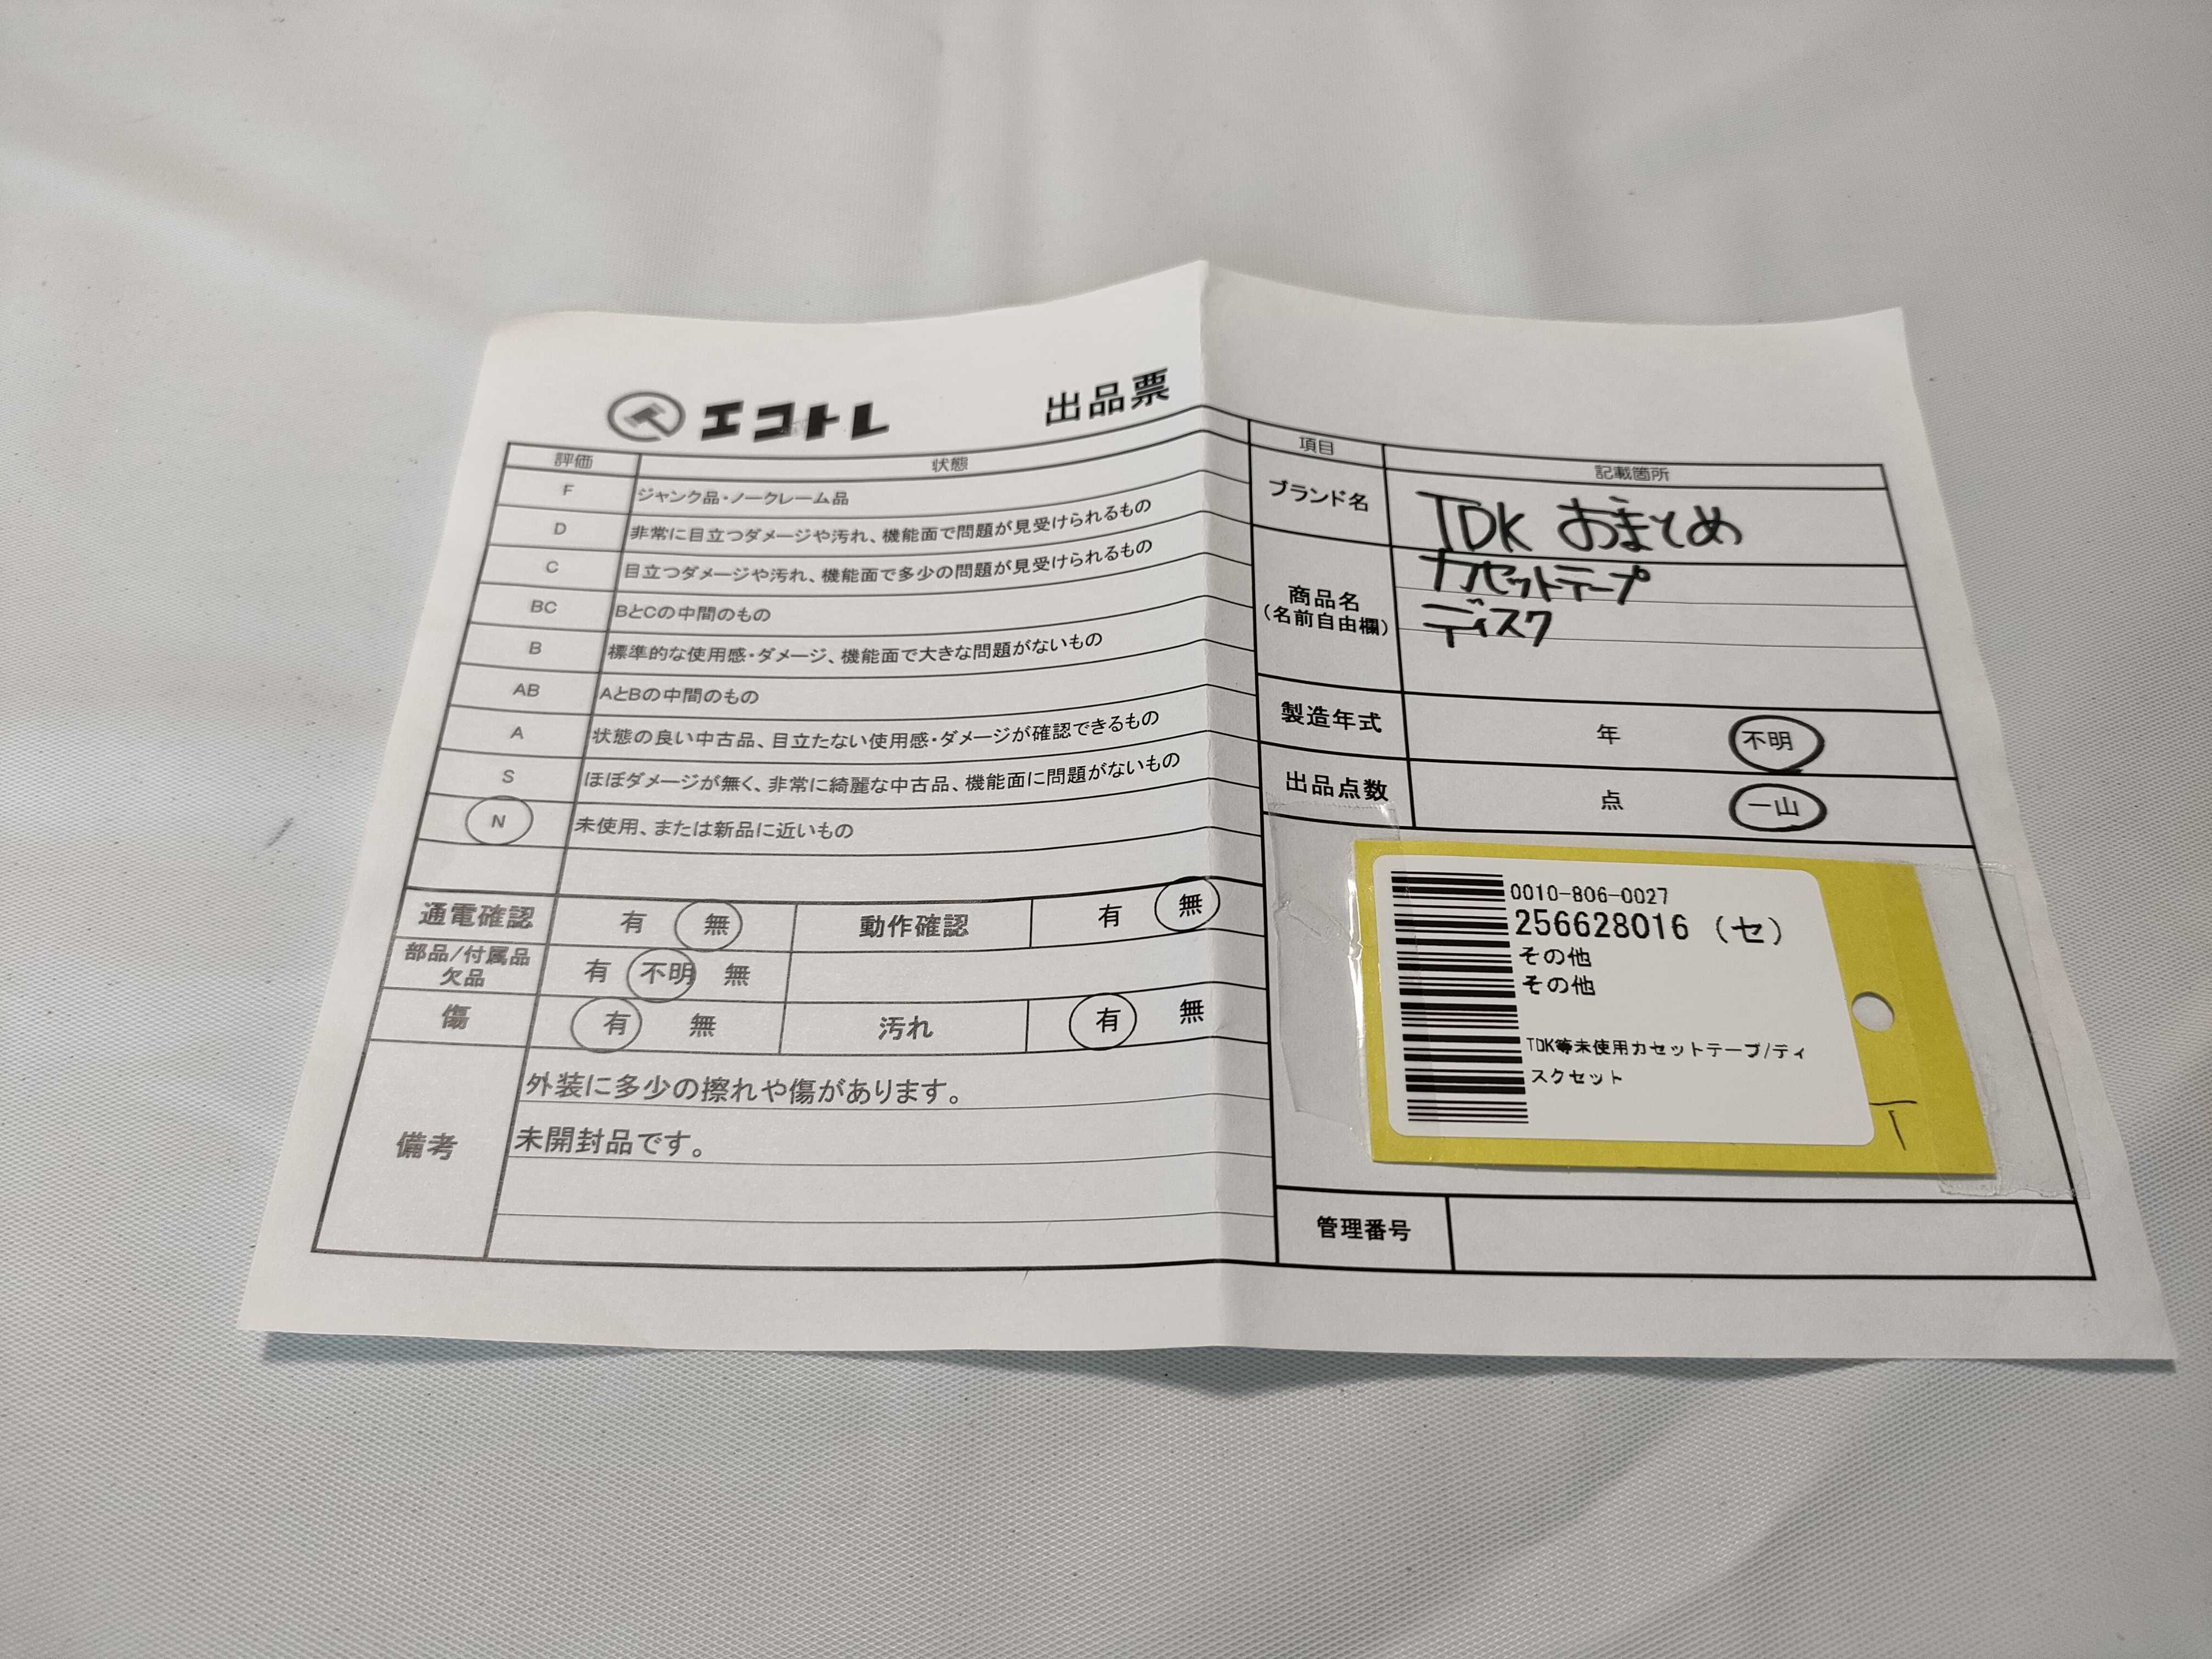 エコトレ 出品票
評価 状態
F ジャンク品・ノークレーム品
D 非常に目立つダメージや汚れ、機能面で問題が見受けられるもの
C 目立つダメージや汚れ、機能面で多少の問題が見受けられるもの
BC BとCの中間のもの
B 標準的な使用感・ダメージ、機能面で大きな問題がないもの
AB AとBの中間のもの
A 状態の良い中古品、目立たない使用感・ダメージが確認できるもの
S ほぼダメージが無く、非常に綺麗な中古品、機能面に問題がないもの
N 未使用、または新品に近いもの
通電確認 有 無 動作確認 有 無
部品/付属品
欠品 有 不明 無
傷 有 無 汚れ 有 無
備考 外装に多少の擦れや傷があります。
未開封品です。
項目 記載箇所
ブランド名 TDK おまとめ
商品名
(名前自由欄)
カセットテープ
ディスク
製造年式 年 不明
出品点数 点 一山
0010-806-0027
256628016 (セ)
その他
その他
TDK等未使用カセットテープ/ディ
スクセット
管理番号